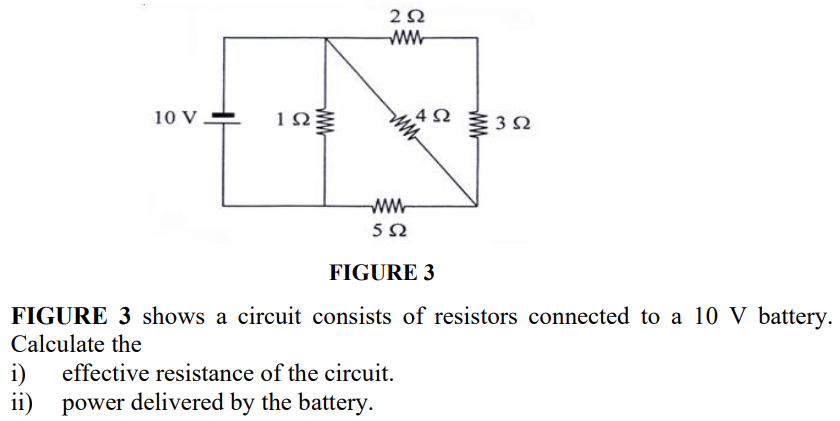 2 Ω
10 V
1 Ω
4 Ω
3 Ω
5 Ω
FIGURE 3
FIGURE 3 shows a circuit consists of resistors connected to a 10 V battery.
Calculate the
i) effective resistance of the circuit.
ii) power delivered by the battery.